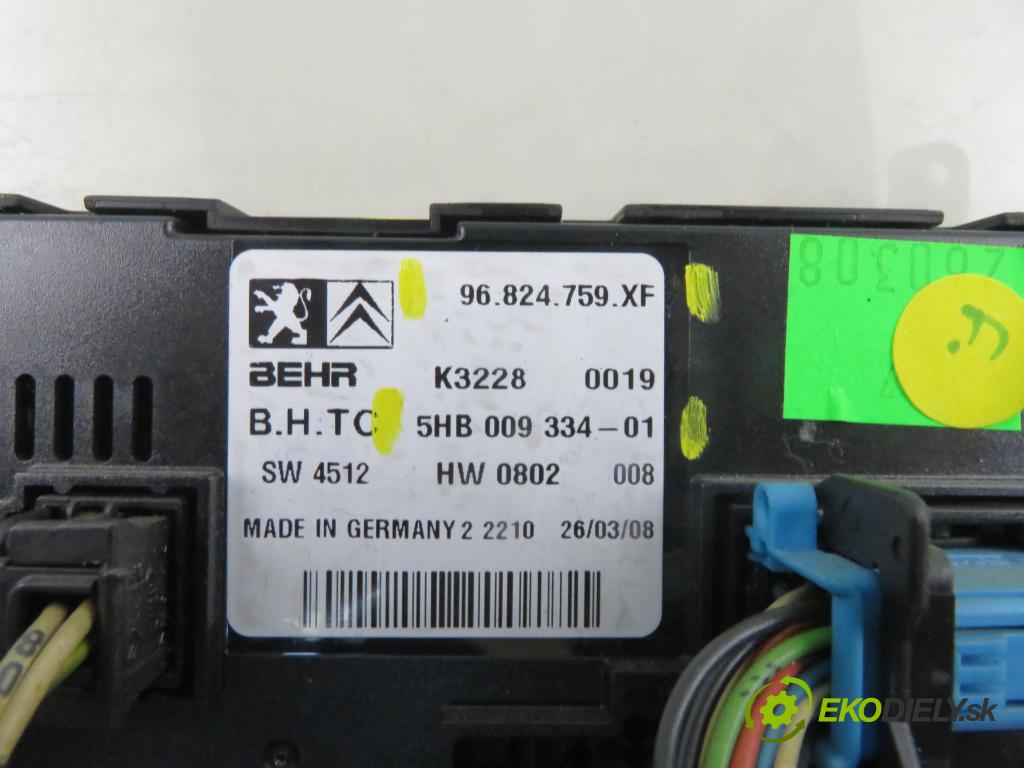 96.824.759.XF
BEHR K3228 0019
B.H.TC 5HB 009 334-01
SW 4512 HW 0802 008
MADE IN GERMANY 2 2210 26/03/08
EKODIELY.sk